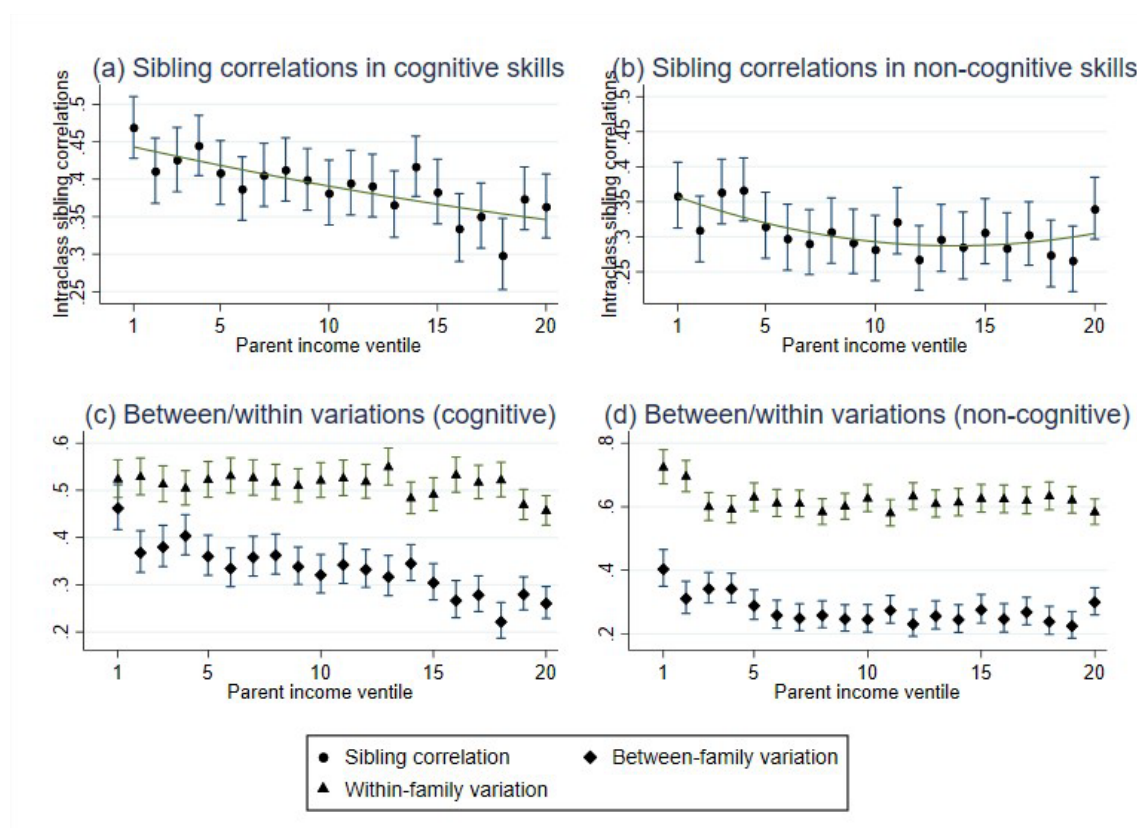 (a) Sibling correlations in cognitive skills
Intraclass sibling correlations
.5
.45
.4
.35
.3
.25
1 5 10 15 20
Parent income ventile
(b) Sibling correlations in non-cognitive skills
Intraclass sibling correlations
.5
.45
.4
.35
.3
.25
1 5 10 15 20
Parent income ventile
(c) Between/within variations (cognitive)
.6
.5
.4
.3
.2
1 5 10 15 20
Parent income ventile
(d) Between/within variations (non-cognitive)
.8
.6
.4
.2
1 5 10 15 20
Parent income ventile
Sibling correlation
Between-family variation
Within-family variation